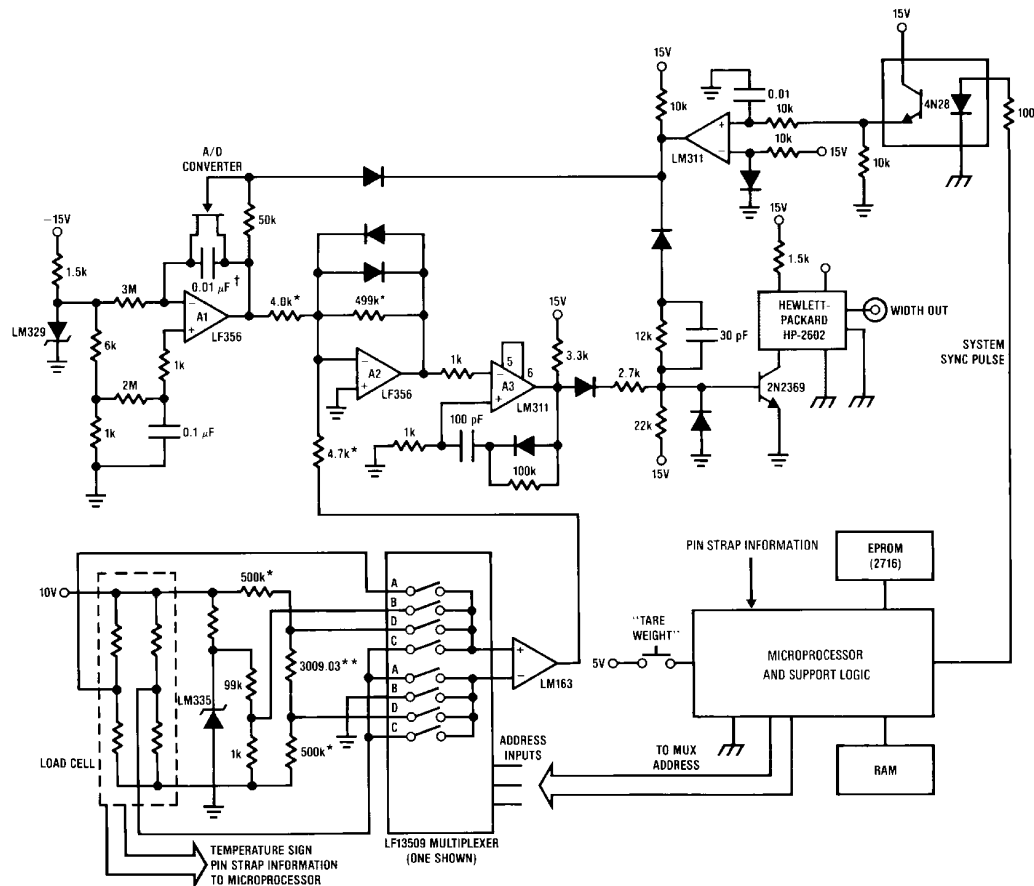 15V
15V
0.01
10k
4N28
100
10k
+
−
LM311
10k
15V
10k
A/D
CONVERTER
−15V
50k
15V
1.5k
0.01 µF †
3M
−
A1
+
LF356
4.0k*
499k*
15V
1.5k
HEWLETT-
PACKARD
HP-2602
WIDTH OUT
LM329
6k
1k
2M
1k
0.1 µF
−
A2
+
LF356
1k
−
A3
+
5
6
LM311
3.3k
12k
30 pF
2.7k
2N2369
22k
15V
SYSTEM
SYNC PULSE
4.7k*
1k
100 pF
100k
10V
500k*
3009.03**
99k
LM335
1k
500k*
LOAD CELL
A
B
D
C
A
B
D
C
+
−
LM163
ADDRESS
INPUTS
LF13509 MULTIPLEXER
(ONE SHOWN)
TEMPERATURE SIGN
PIN STRAP INFORMATION
TO MICROPROCESSOR
PIN STRAP INFORMATION
EPROM
(2716)
"TARE
WEIGHT"
5V
MICROPROCESSOR
AND SUPPORT LOGIC
TO MUX
ADDRESS
RAM